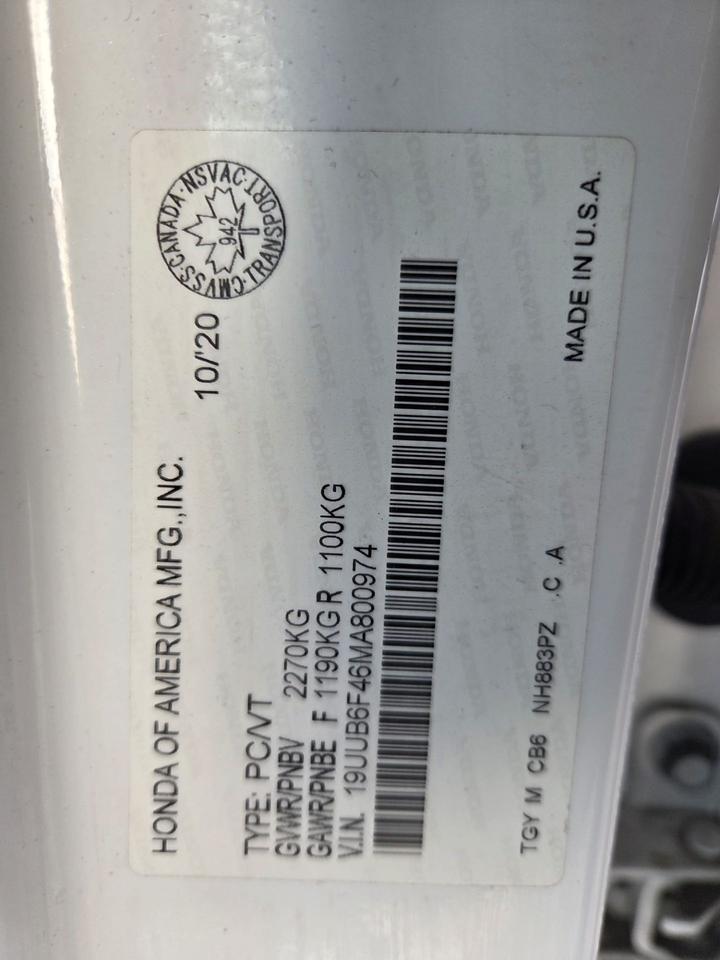 HONDA OF AMERICA MFG.,INC.
10/'20
CMVSS·CANADA·NSVAC·TRANSPORT·
942
TYPE: PC/VT
GVWR/PNBV 2270KG
GAWR/PNBE F 1190KG R 1100KG
V.I.N. 19UUB6F46MA800974
TGY M CB6 NH883PZ .C .A
MADE IN U.S.A.
HONDA